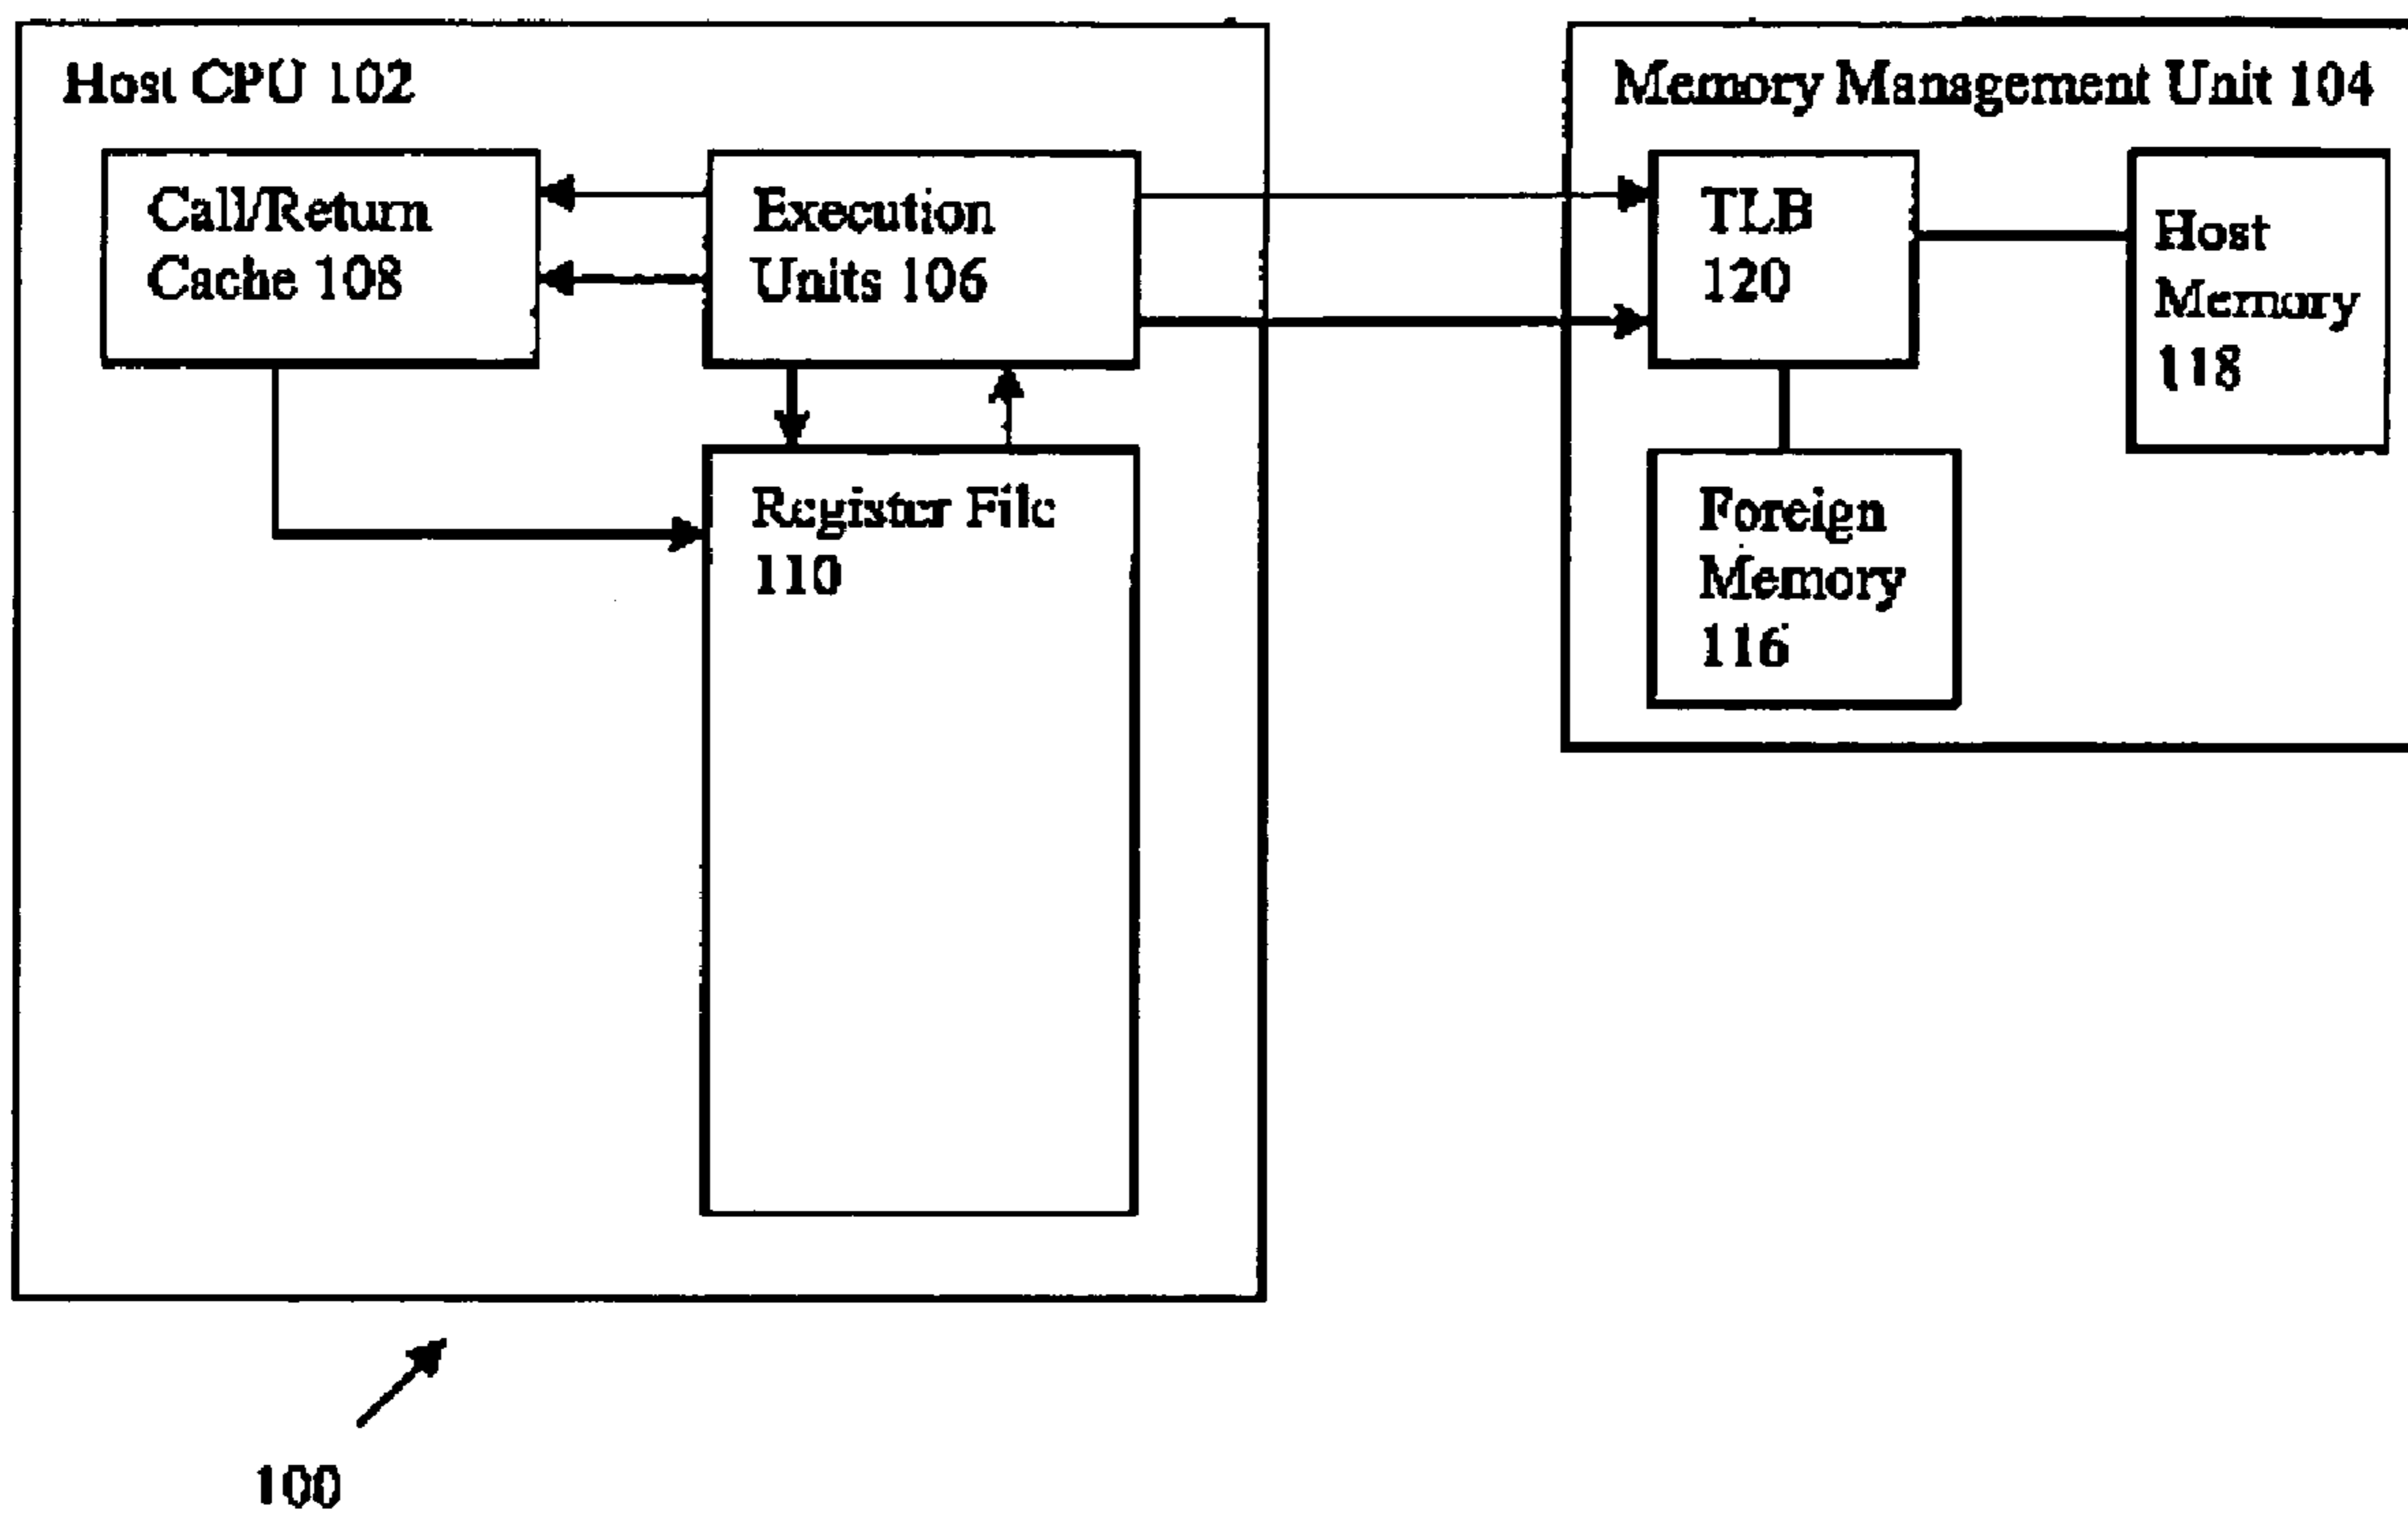 Host CPU 102
Memory Management Unit 104
Call/Return
Cache 108
Execution
Units 106
TLB
120
Host
Memory
118
Register File
110
Foreign
Memory
116
100